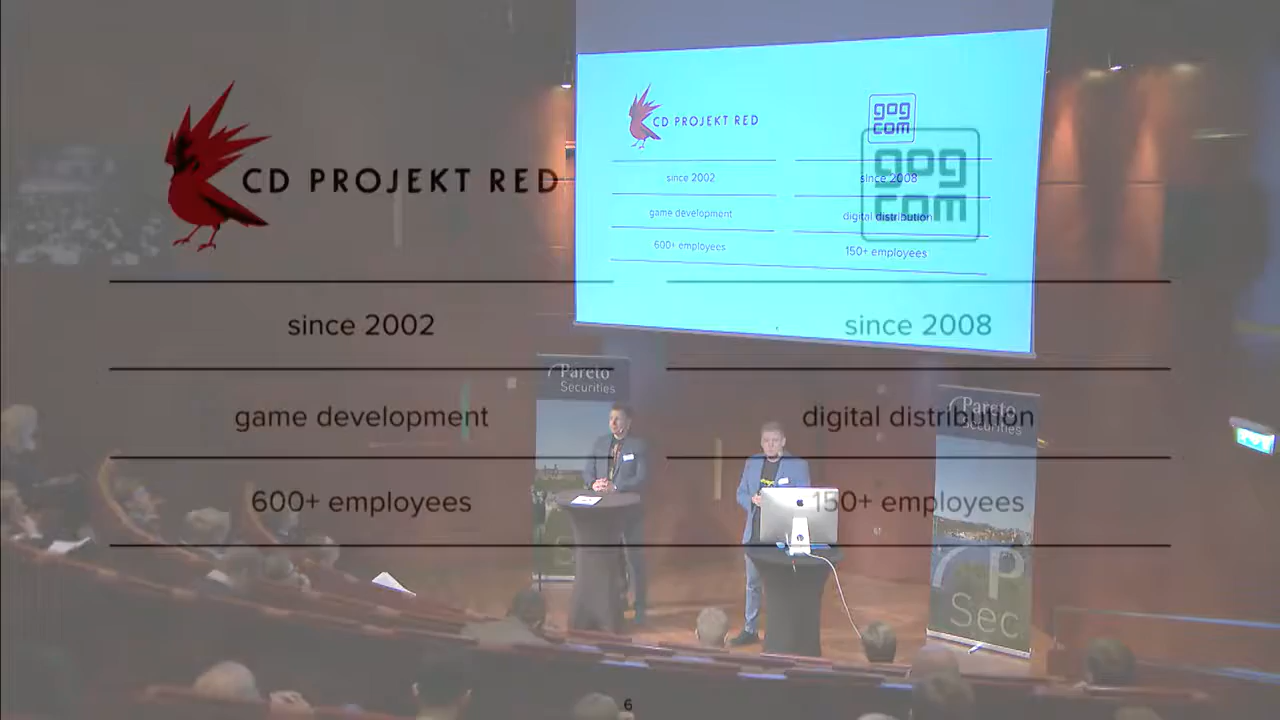 CD PROJEKT RED
gog
com
since 2002
since 2008
game development
digital distribution
600+ employees
150+ employees
CD PROJEKT RED
gog
com
since 2002
since 2008
game development
digital distribution
600+ employees
150+ employees
Pareto
Securities
Pareto
Securities
P
Sec
6